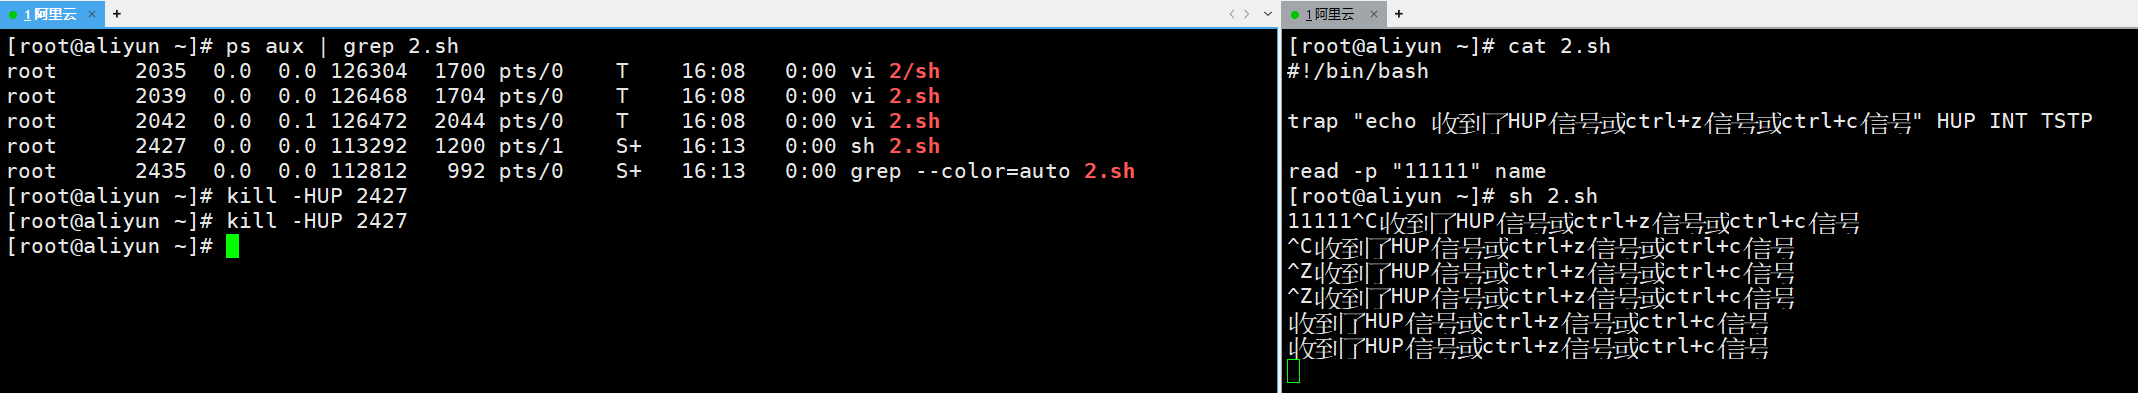 1 阿里云 × +
[root@aliyun ~]# ps aux | grep 2.sh
root      2035  0.0  0.0 126304  1700 pts/0    T    16:08   0:00 vi 2/sh
root      2039  0.0  0.0 126468  1704 pts/0    T    16:08   0:00 vi 2.sh
root      2042  0.0  0.1 126472  2044 pts/0    T    16:08   0:00 vi 2.sh
root      2427  0.0  0.0 113292  1200 pts/1    S+   16:13   0:00 sh 2.sh
root      2435  0.0  0.0 112812   992 pts/0    S+   16:13   0:00 grep --color=auto 2.sh
[root@aliyun ~]# kill -HUP 2427
[root@aliyun ~]# kill -HUP 2427
[root@aliyun ~]#
1 阿里云 × +
[root@aliyun ~]# cat 2.sh
#!/bin/bash
trap "echo 收到了HUP信号或ctrl+z信号或ctrl+c信号" HUP INT TSTP
read -p "11111" name
[root@aliyun ~]# sh 2.sh
11111^C收到了HUP信号或ctrl+z信号或ctrl+c信号
^C收到了HUP信号或ctrl+z信号或ctrl+c信号
^Z收到了HUP信号或ctrl+z信号或ctrl+c信号
^Z收到了HUP信号或ctrl+z信号或ctrl+c信号
收到了HUP信号或ctrl+z信号或ctrl+c信号
收到了HUP信号或ctrl+z信号或ctrl+c信号